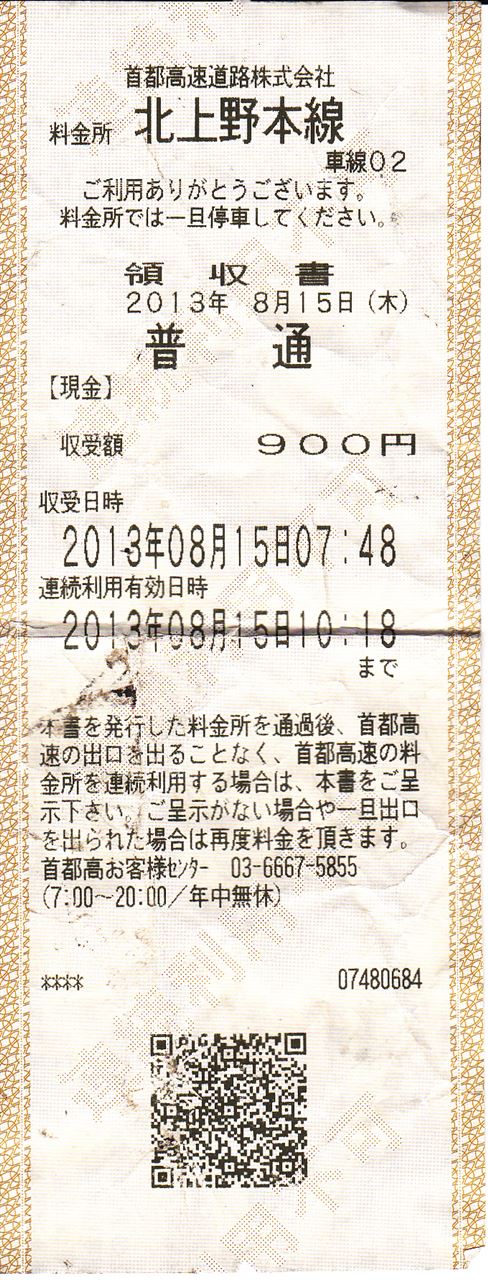 首都高速道路株式会社
料金所 北上野本線
車線02
ご利用ありがとうございます。
料金所では一旦停車してください。
領 収 書
2013年 8月15日(木)
普 通
【現金】
収受額 900円
収受日時
2013年08月15日07:48
連続利用有効日時
2013年08月15日10:18
まで
本書を発行した料金所を通過後、首都高
速の出口を出ることなく、首都高速の料
金所を連続利用する場合は、本書をご呈
示下さい。ご呈示がない場合や一旦出口
を出られた場合は再度料金を頂きます。
首都高お客様ｾﾝﾀｰ 03-6667-5855
(7:00～20:00／年中無休)
**** 07480684